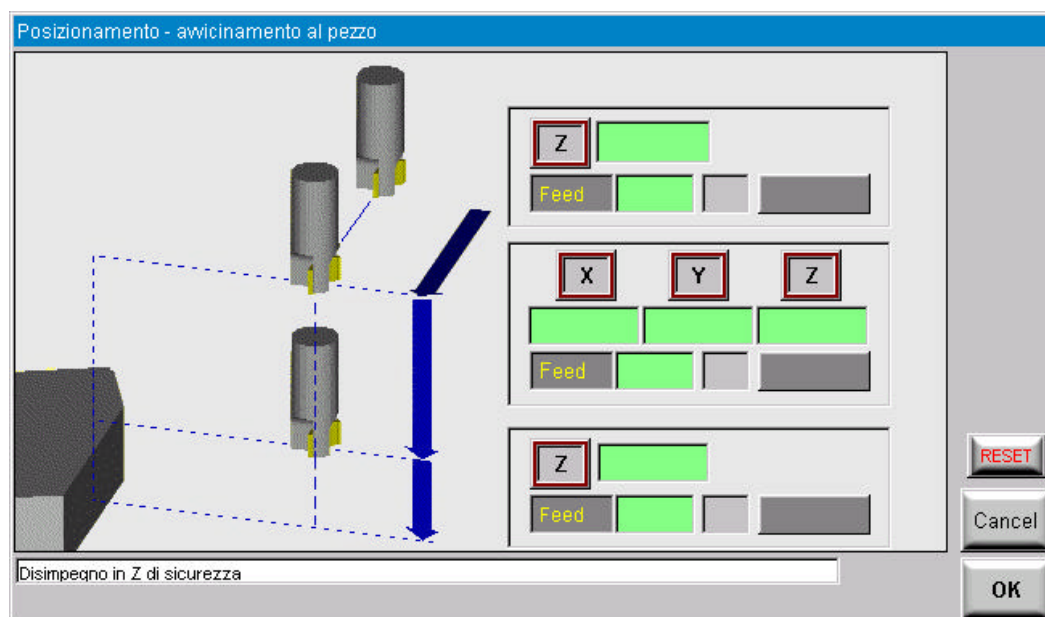 Posizionamento - avvicinamento al pezzo
Z
Feed
X Y Z
Feed
Z
Feed
RESET
Cancel
Disimpegno in Z di sicurezza
OK